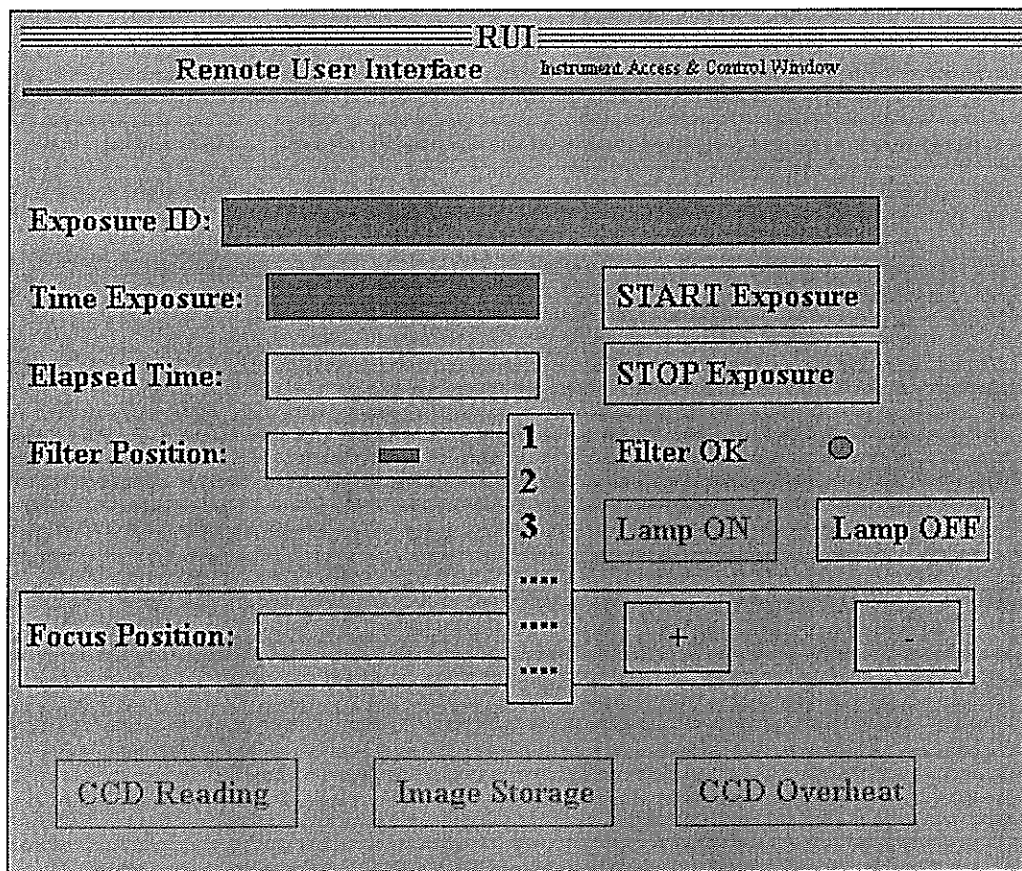 RUI
Remote User Interface Instrument Access & Control Window
Exposure ID:
Time Exposure: START Exposure
Elapsed Time: STOP Exposure
Filter Position: 1 Filter OK
2
3 Lamp ON Lamp OFF
....
Focus Position: .... + -
....
CCD Reading Image Storage CCD Overheat